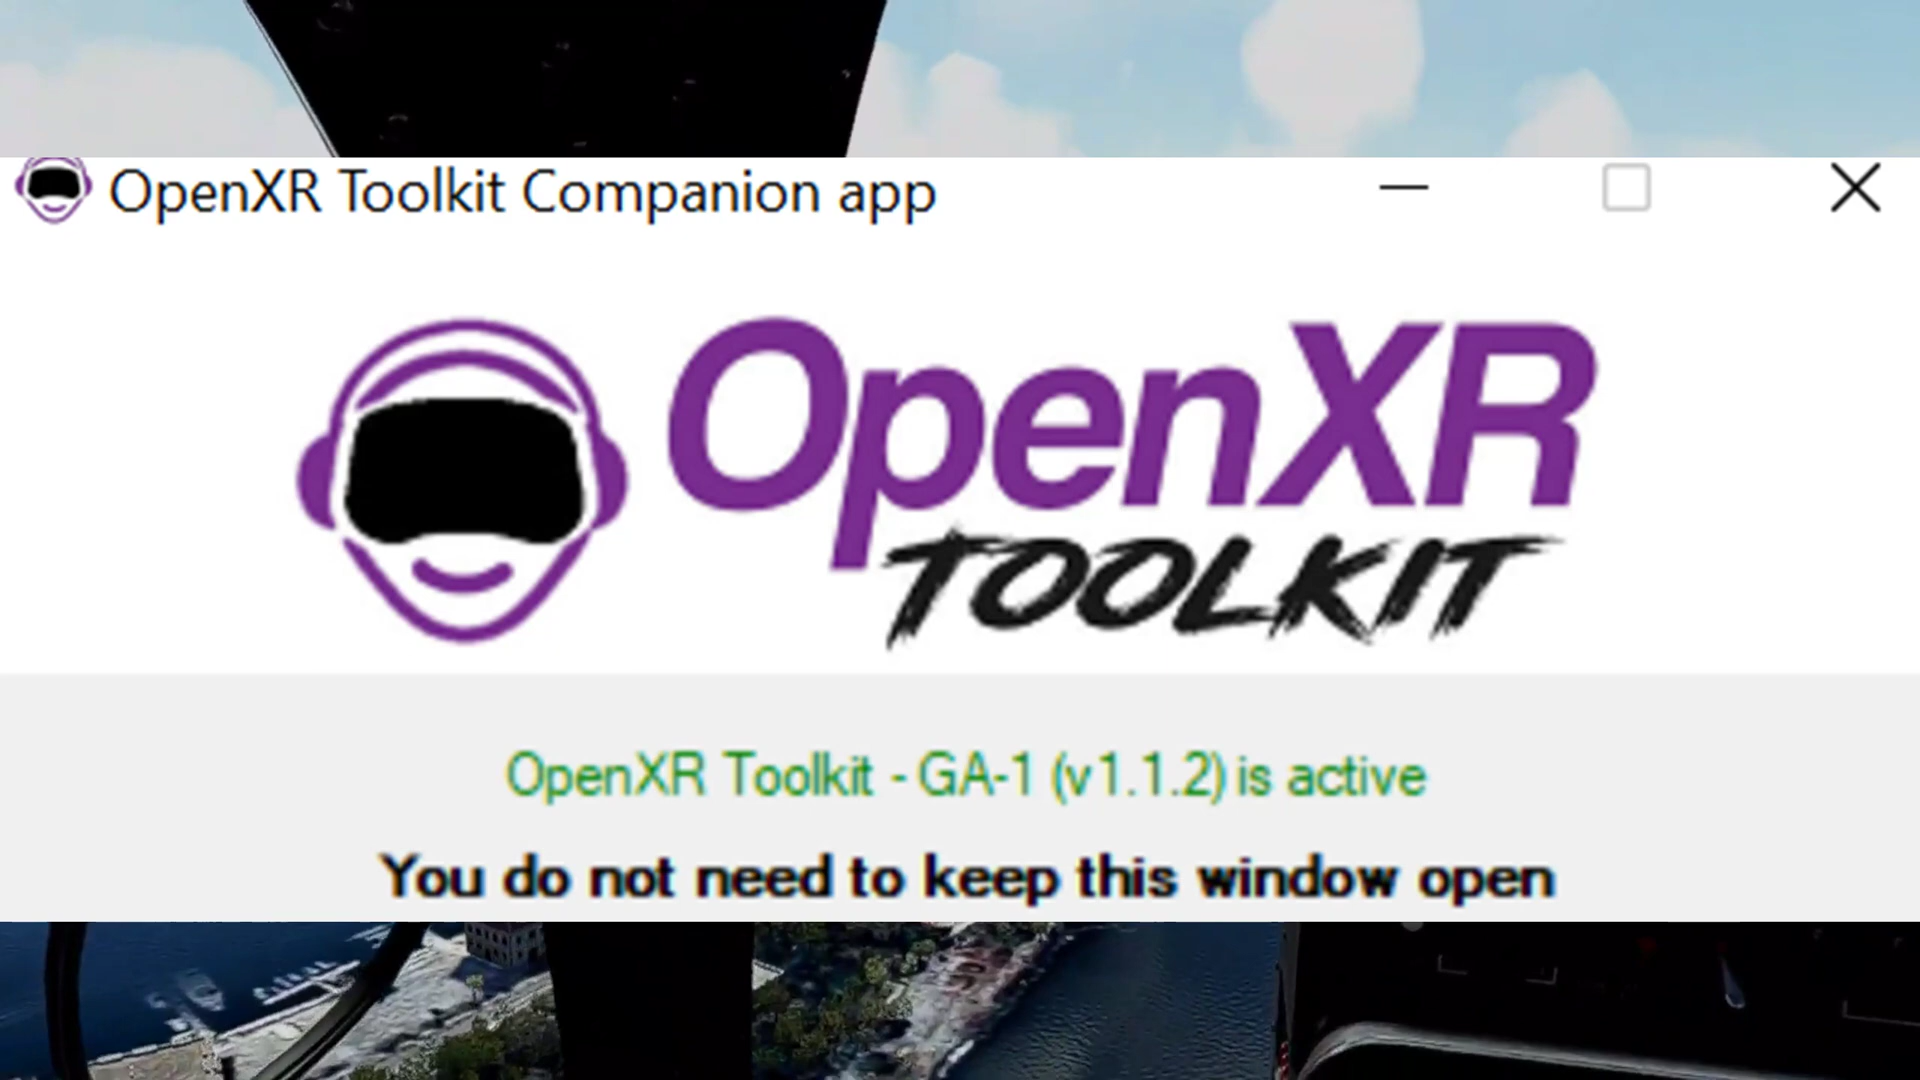 OpenXR Toolkit Companion app
OpenXR
TOOLKIT
OpenXR Toolkit - GA-1 (v1.1.2) is active
You do not need to keep this window open